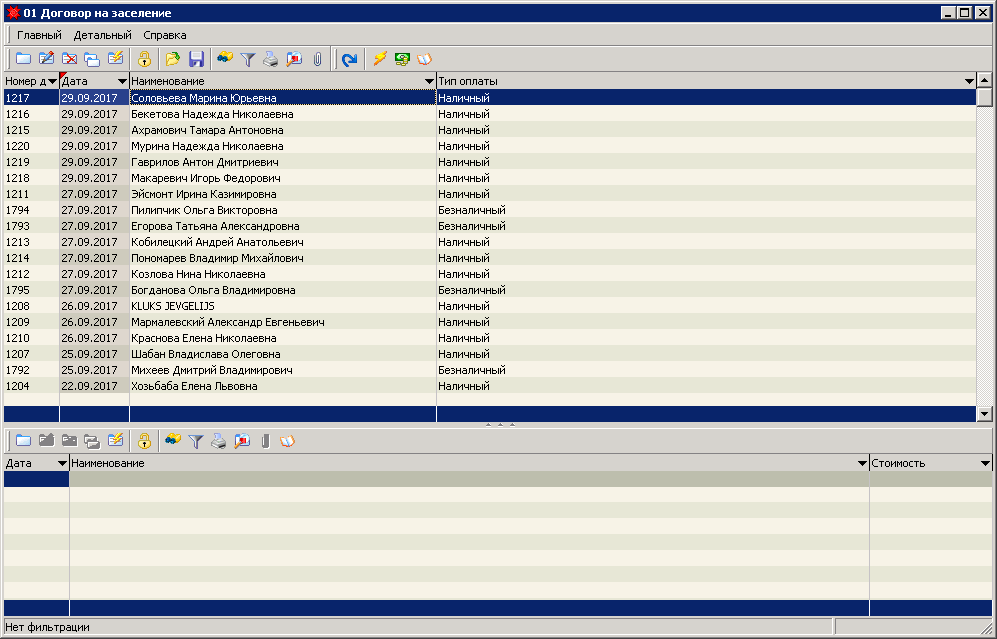 01 Договор на заселение
Главный Детальный Справка
Номер д Дата Наименование Тип оплаты
1217 29.09.2017 Соловьева Марина Юрьевна Наличный
1216 29.09.2017 Бекетова Надежда Николаевна Наличный
1215 29.09.2017 Ахрамович Тамара Антоновна Наличный
1220 29.09.2017 Мурина Надежда Николаевна Наличный
1219 29.09.2017 Гаврилов Антон Дмитриевич Наличный
1218 29.09.2017 Макаревич Игорь Федорович Наличный
1211 27.09.2017 Эйсмонт Ирина Казимировна Наличный
1794 27.09.2017 Пилипчик Ольга Викторовна Безналичный
1793 27.09.2017 Егорова Татьяна Александровна Безналичный
1213 27.09.2017 Кобилецкий Андрей Анатольевич Наличный
1214 27.09.2017 Пономарев Владимир Михайлович Наличный
1212 27.09.2017 Козлова Нина Николаевна Наличный
1795 27.09.2017 Богданова Ольга Владимировна Безналичный
1208 26.09.2017 KLUKS JEVGELIJS Наличный
1209 26.09.2017 Мармалевский Александр Евгеньевич Наличный
1210 26.09.2017 Краснова Елена Николаевна Наличный
1207 25.09.2017 Шабан Владислава Олеговна Наличный
1792 25.09.2017 Михеев Дмитрий Владимирович Безналичный
1204 22.09.2017 Хозьбаба Елена Львовна Наличный
Дата Наименование Стоимость
Нет фильтрации